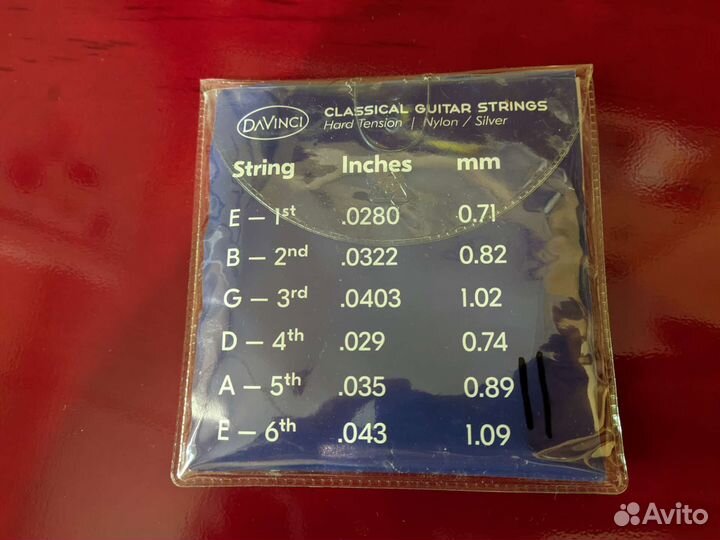 DAVINCI
CLASSICAL GUITAR STRINGS
Hard Tension | Nylon / Silver
String Inches mm
E – 1st .0280 0.71
B – 2nd .0322 0.82
G – 3rd .0403 1.02
D – 4th .029 0.74
A – 5th .035 0.89
E – 6th .043 1.09
Avito